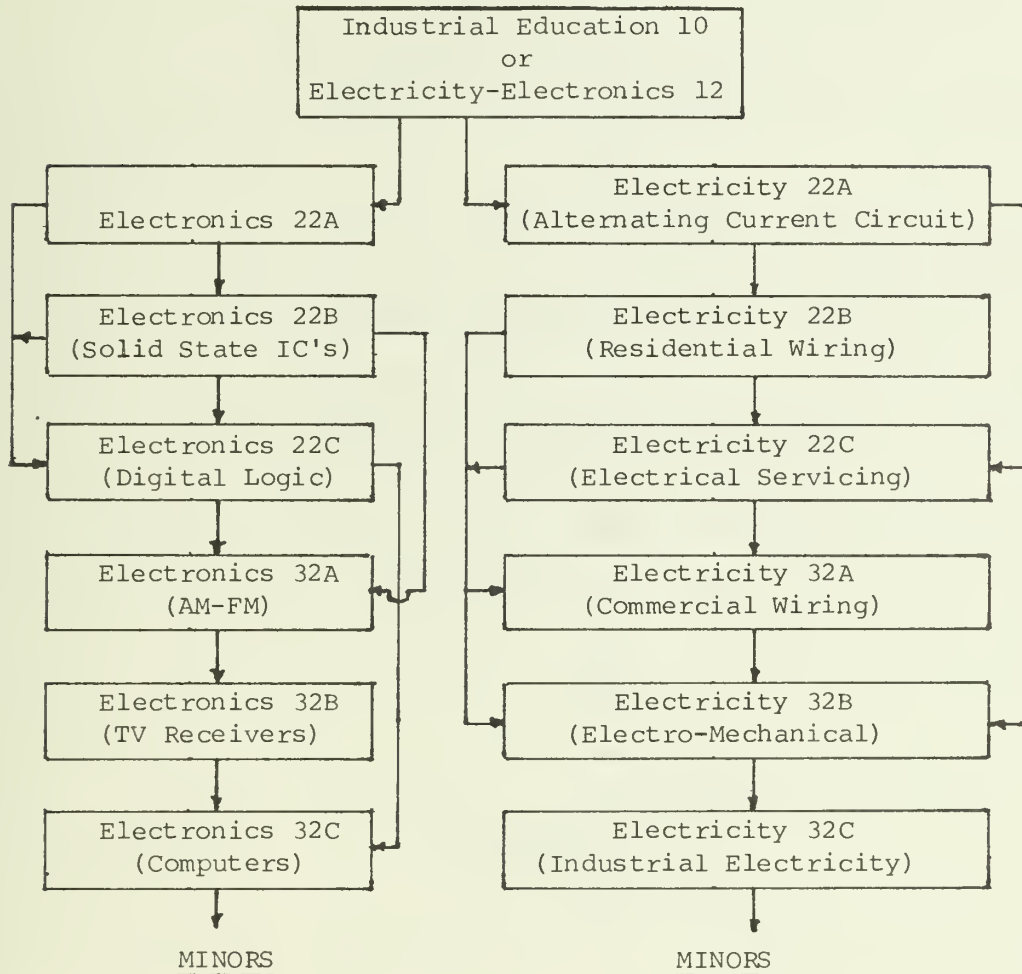 Industrial Education 10
or
Electricity-Electronics 12
Electronics 22A
Electronics 22B
(Solid State IC's)
Electronics 22C
(Digital Logic)
Electronics 32A
(AM-FM)
Electronics 32B
(TV Receivers)
Electronics 32C
(Computers)
MINORS
Electricity 22A
(Alternating Current Circuit)
Electricity 22B
(Residential Wiring)
Electricity 22C
(Electrical Servicing)
Electricity 32A
(Commercial Wiring)
Electricity 32B
(Electro-Mechanical)
Electricity 32C
(Industrial Electricity)
MINORS